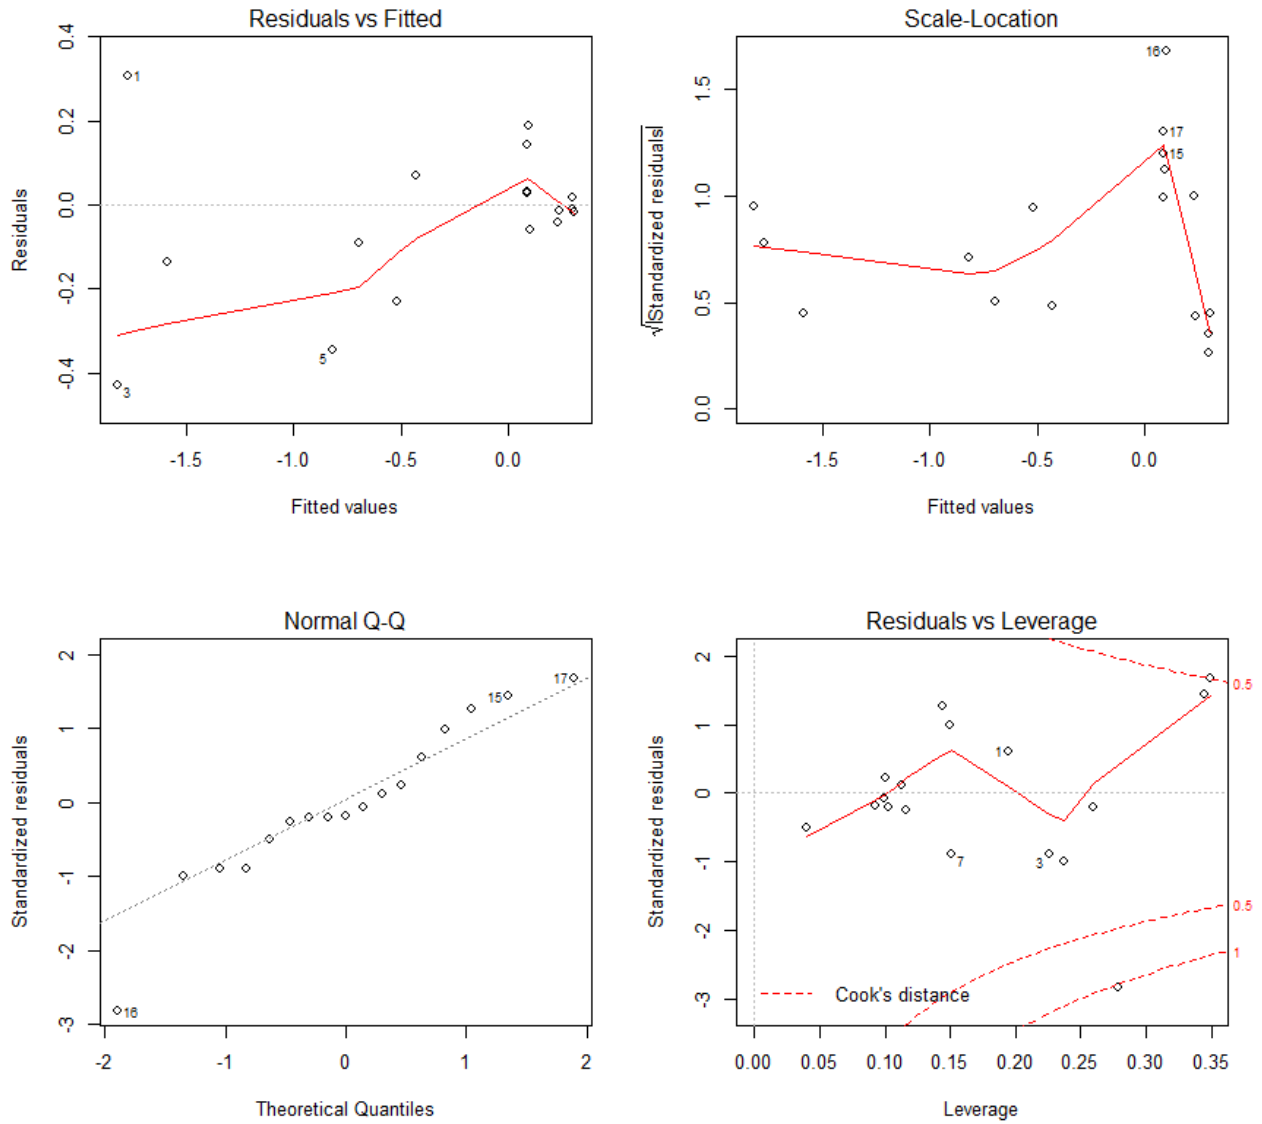 Residuals vs Fitted
0.4
0.2
0.0
-0.2
-0.4
Residuals
1
5
3
-1.5 -1.0 -0.5 0.0
Fitted values
Scale-Location
1.5
1.0
0.5
0.0
√|Standardized residuals|
16
17
15
-1.5 -1.0 -0.5 0.0
Fitted values
Normal Q-Q
2
1
0
-1
-2
-3
Standardized residuals
17
15
16
-2 -1 0 1 2
Theoretical Quantiles
Residuals vs Leverage
2
1
0
-1
-2
-3
Standardized residuals
0.5
1
7
3
0.5
1
Cook's distance
0.00 0.05 0.10 0.15 0.20 0.25 0.30 0.35
Leverage